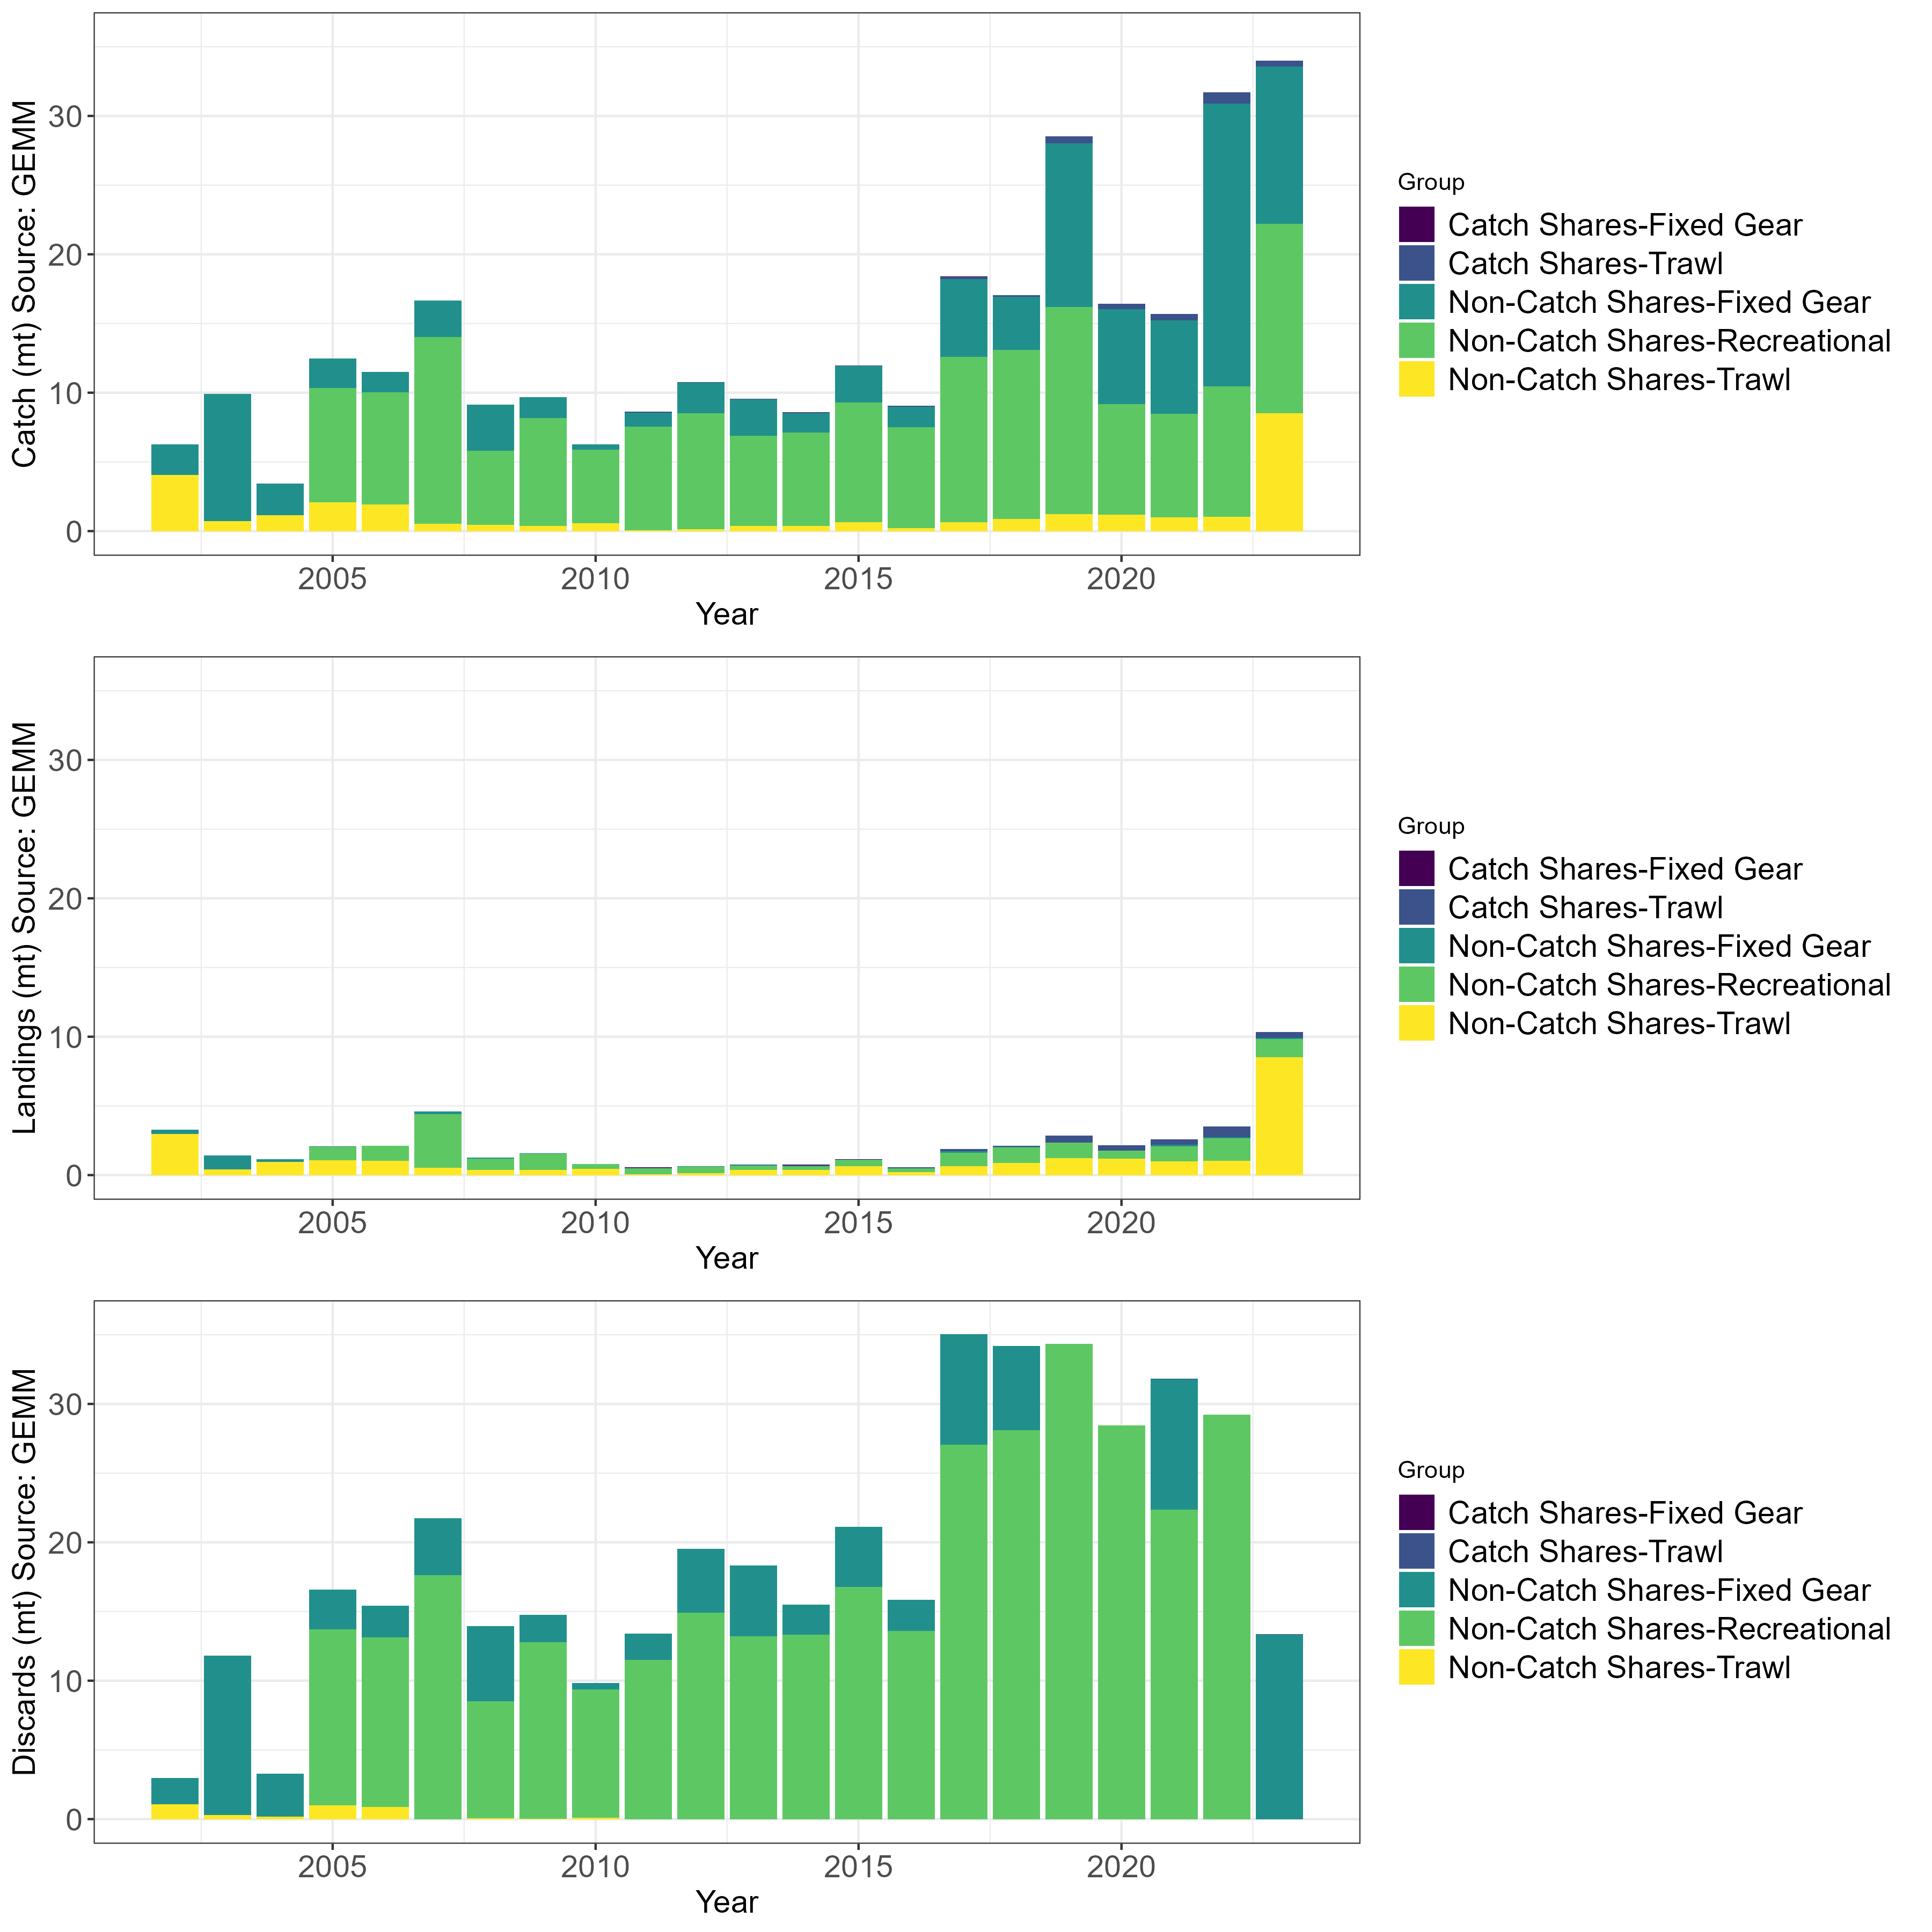 Catch (mt) Source: GEMM
30
20
10
0
2005 2010 2015 2020
Year
Group
Catch Shares-Fixed Gear
Catch Shares-Trawl
Non-Catch Shares-Fixed Gear
Non-Catch Shares-Recreational
Non-Catch Shares-Trawl
Landings (mt) Source: GEMM
30
20
10
0
2005 2010 2015 2020
Year
Group
Catch Shares-Fixed Gear
Catch Shares-Trawl
Non-Catch Shares-Fixed Gear
Non-Catch Shares-Recreational
Non-Catch Shares-Trawl
Discards (mt) Source: GEMM
30
20
10
0
2005 2010 2015 2020
Year
Group
Catch Shares-Fixed Gear
Catch Shares-Trawl
Non-Catch Shares-Fixed Gear
Non-Catch Shares-Recreational
Non-Catch Shares-Trawl